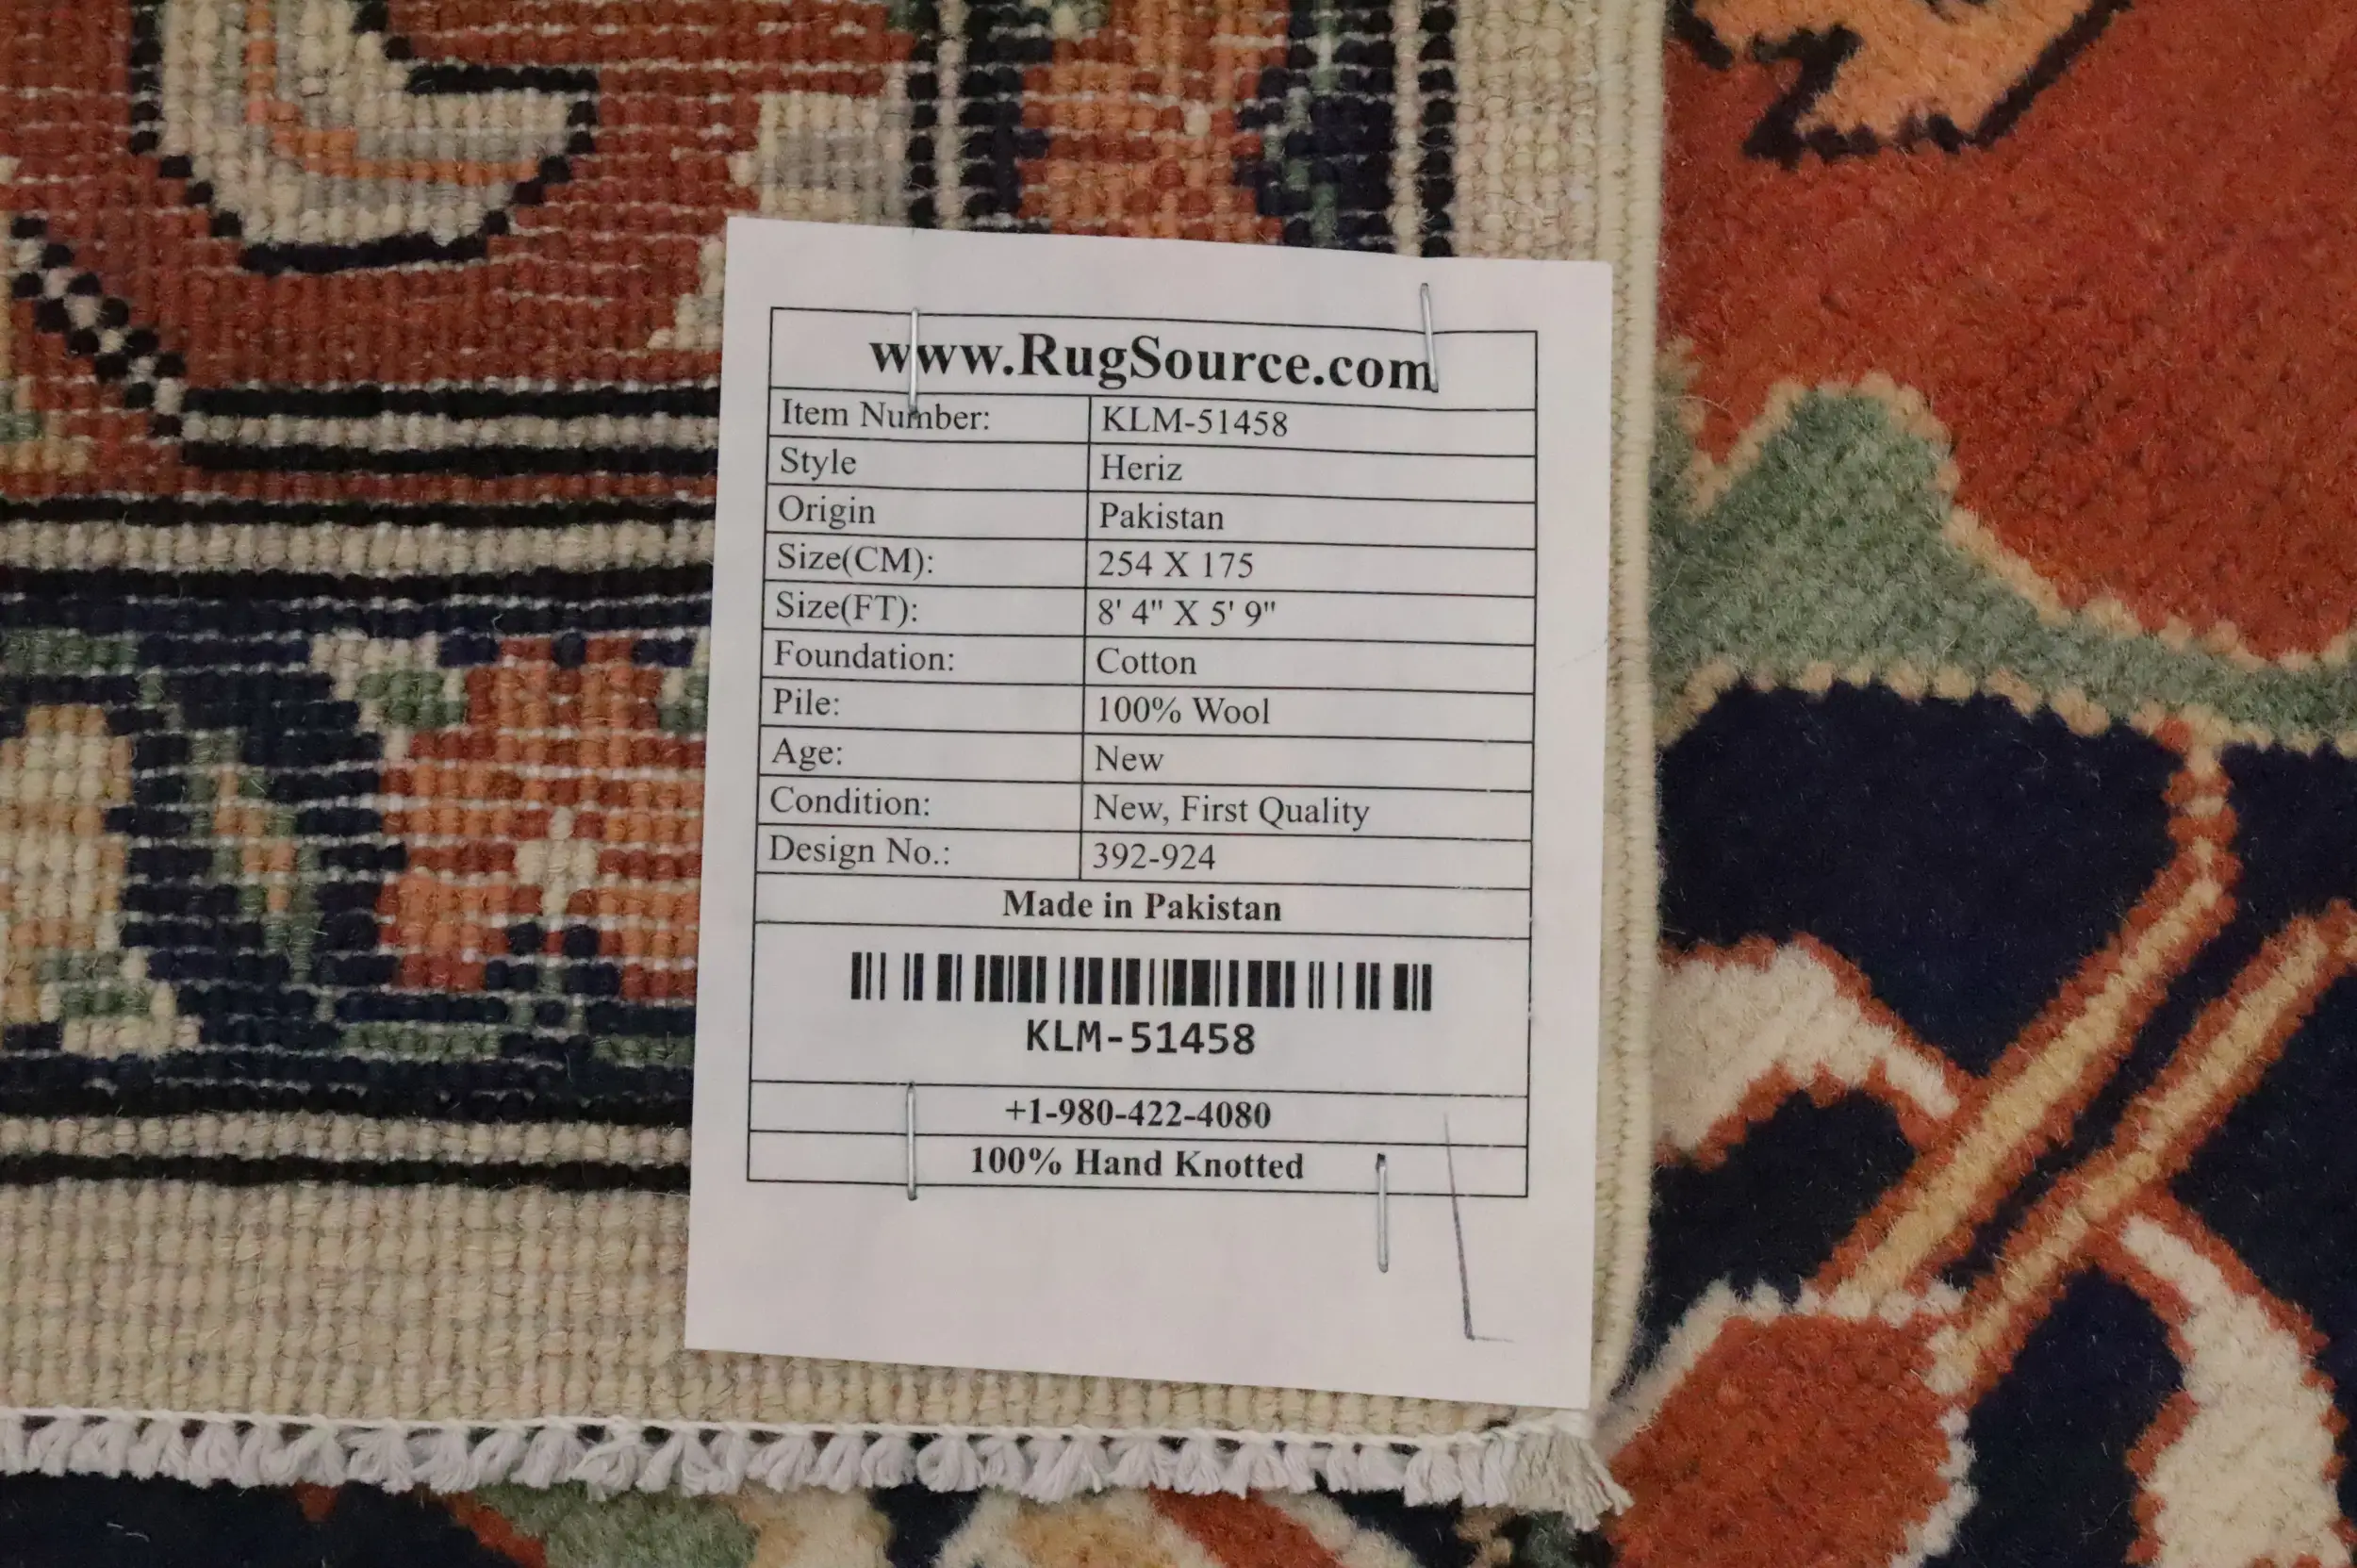 www.RugSource.com
Item Number: KLM-51458
Style Heriz
Origin Pakistan
Size(CM): 254 X 175
Size(FT): 8' 4" X 5' 9"
Foundation: Cotton
Pile: 100% Wool
Age: New
Condition: New, First Quality
Design No.: 392-924
Made in Pakistan
KLM-51458
+1-980-422-4080
100% Hand Knotted